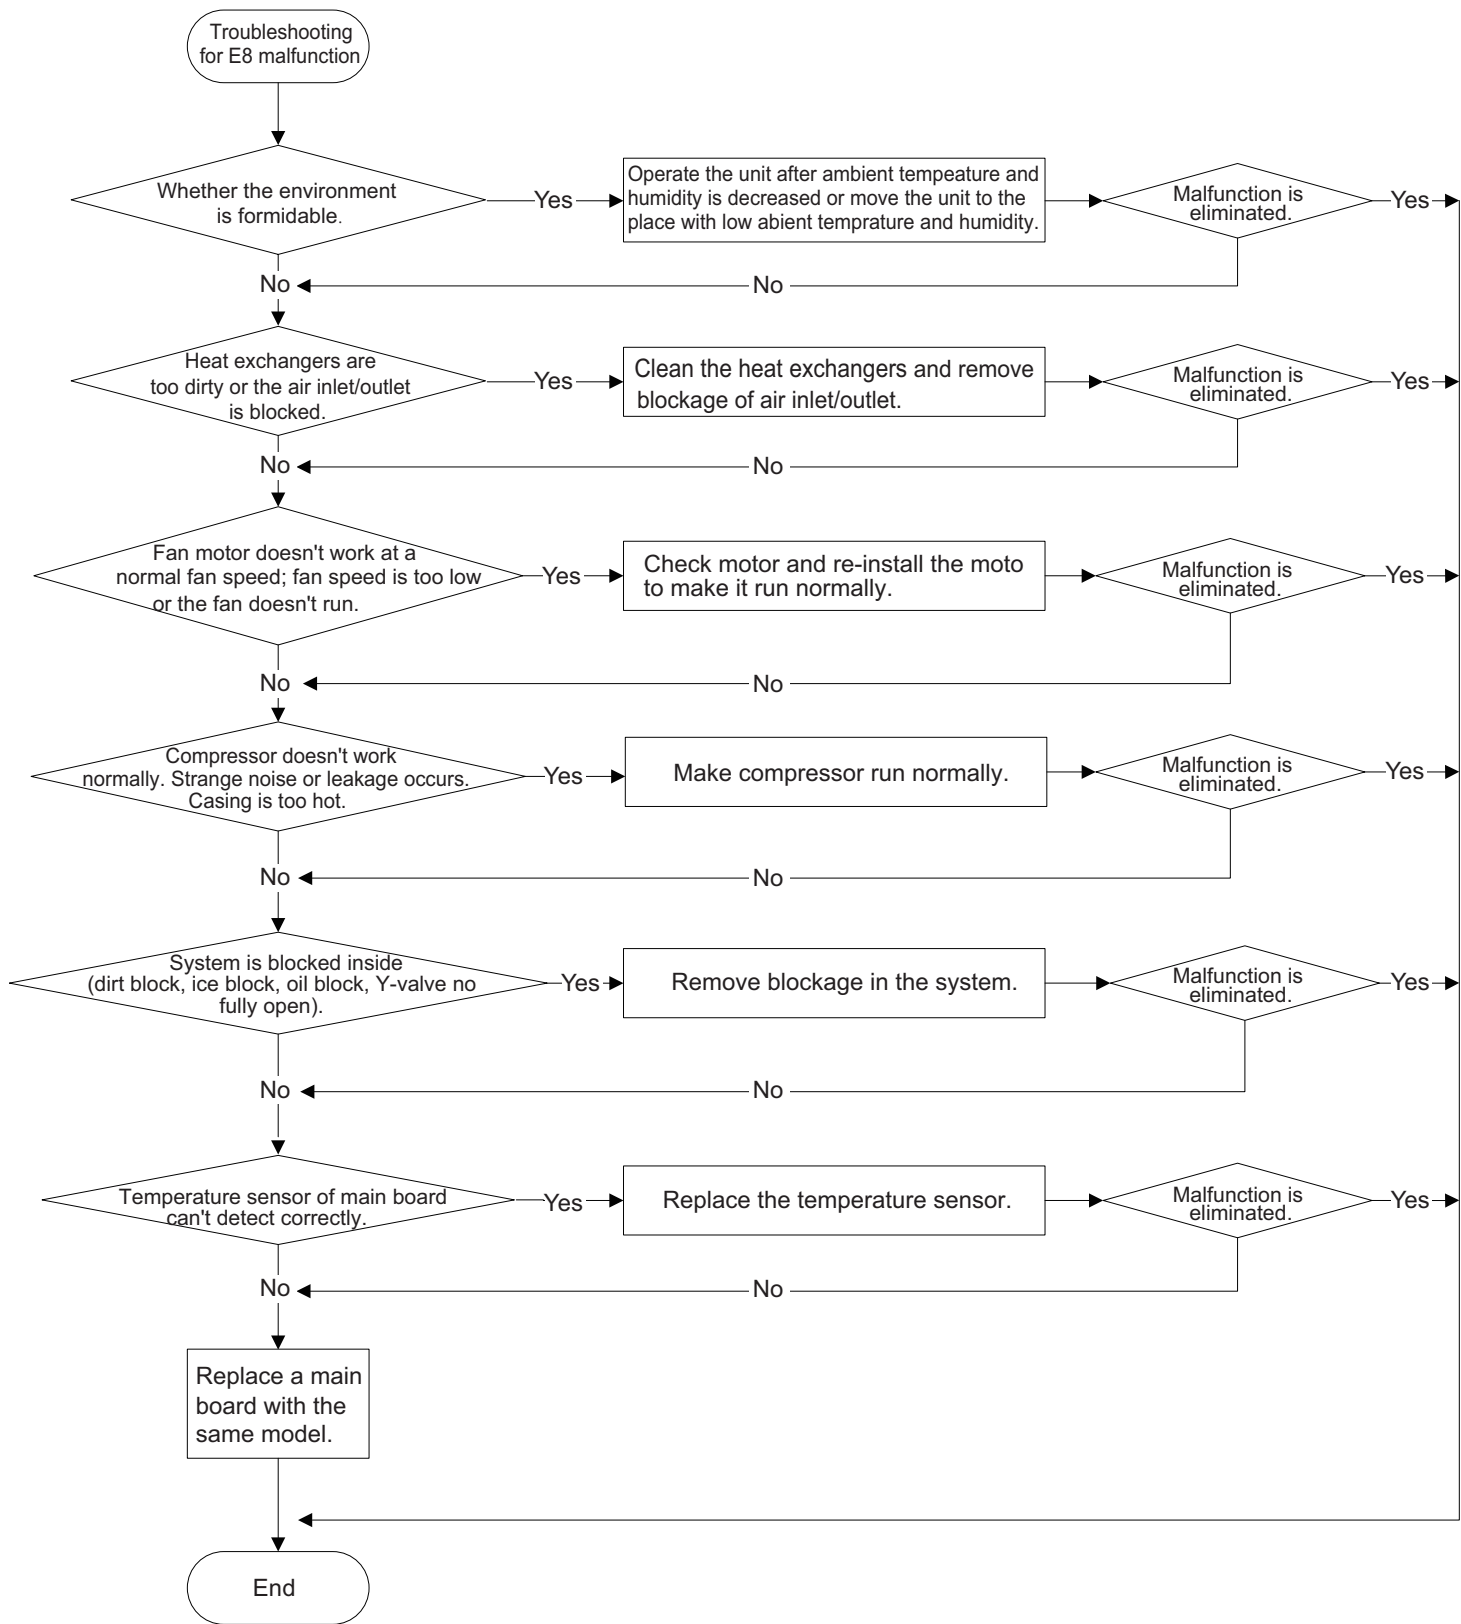 Troubleshooting
for E8 malfunction
Whether the environment
is formidable.
Yes
Operate the unit after ambient tempeature and
humidity is decreased or move the unit to the
place with low abient temprature and humidity.
Malfunction is
eliminated.
Yes
No
No
Heat exchangers are
too dirty or the air inlet/outlet
is blocked.
Yes
Clean the heat exchangers and remove
blockage of air inlet/outlet.
Malfunction is
eliminated.
Yes
No
No
Fan motor doesn't work at a
normal fan speed; fan speed is too low
or the fan doesn't run.
Yes
Check motor and re-install the moto
to make it run normally.
Malfunction is
eliminated.
Yes
No
No
Compressor doesn't work
normally. Strange noise or leakage occurs.
Casing is too hot.
Yes
Make compressor run normally.
Malfunction is
eliminated.
Yes
No
No
System is blocked inside
(dirt block, ice block, oil block, Y-valve no
fully open).
Yes
Remove blockage in the system.
Malfunction is
eliminated.
Yes
No
No
Temperature sensor of main board
can't detect correctly.
Yes
Replace the temperature sensor.
Malfunction is
eliminated.
Yes
No
No
Replace a main
board with the
same model.
End